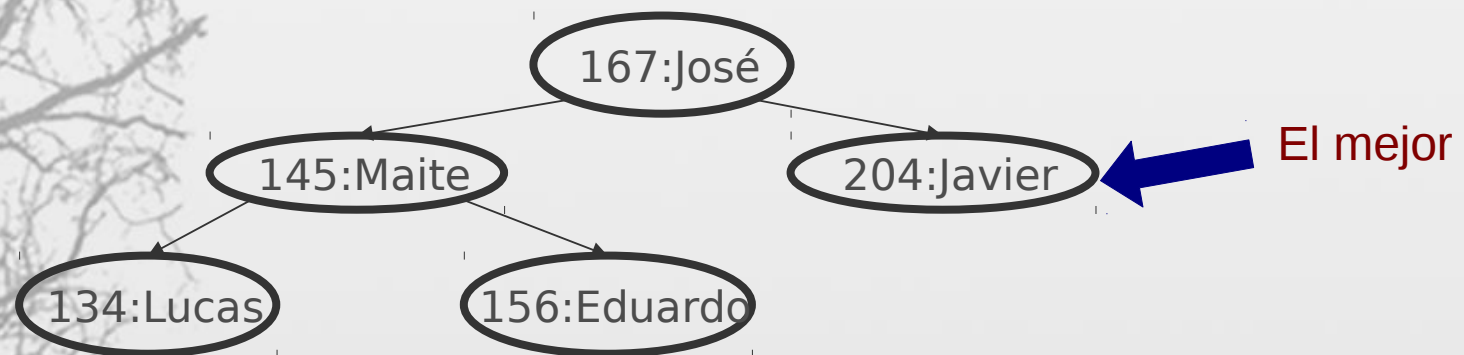 167:José
145:Maite
204:Javier
El mejor
134:Lucas
156:Eduardo